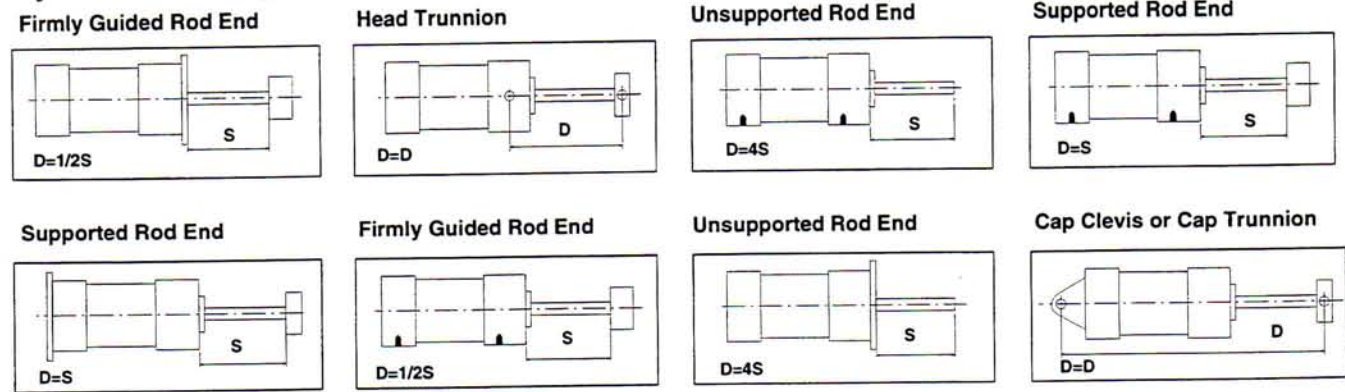 Firmly Guided Rod End
Head Trunnion
Unsupported Rod End
Supported Rod End
S
D=1/2S
D
D=D
S
D=4S
S
D=S
Supported Rod End
Firmly Guided Rod End
Unsupported Rod End
Cap Clevis or Cap Trunnion
S
D=S
S
D=1/2S
S
D=4S
D
D=D